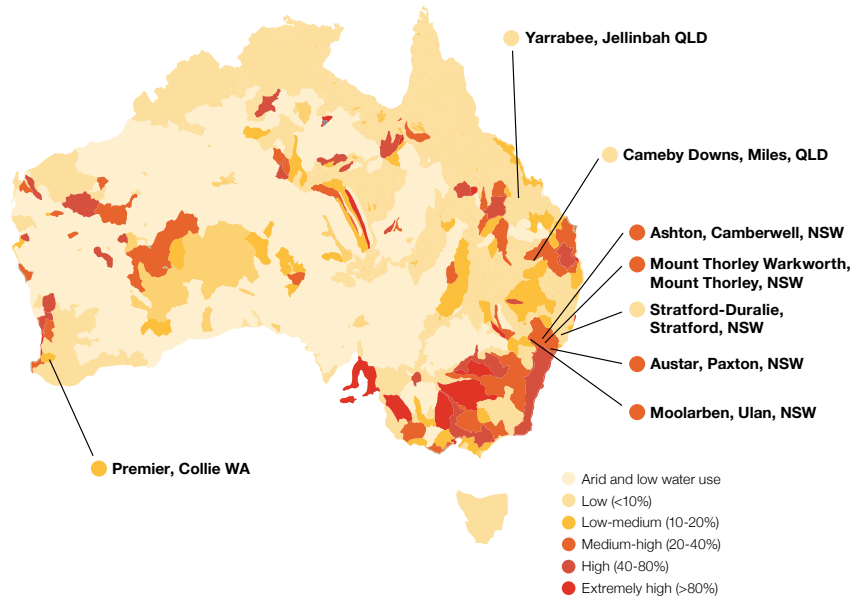 Yarrabee, Jellinbah QLD
Cameby Downs, Miles, QLD
Ashton, Camberwell, NSW
Mount Thorley Warkworth,
Mount Thorley, NSW
Stratford-Duralie,
Stratford, NSW
Austar, Paxton, NSW
Moolarben, Ulan, NSW
Premier, Collie WA
Arid and low water use
Low (<10%)
Low-medium (10-20%)
Medium-high (20-40%)
High (40-80%)
Extremely high (>80%)